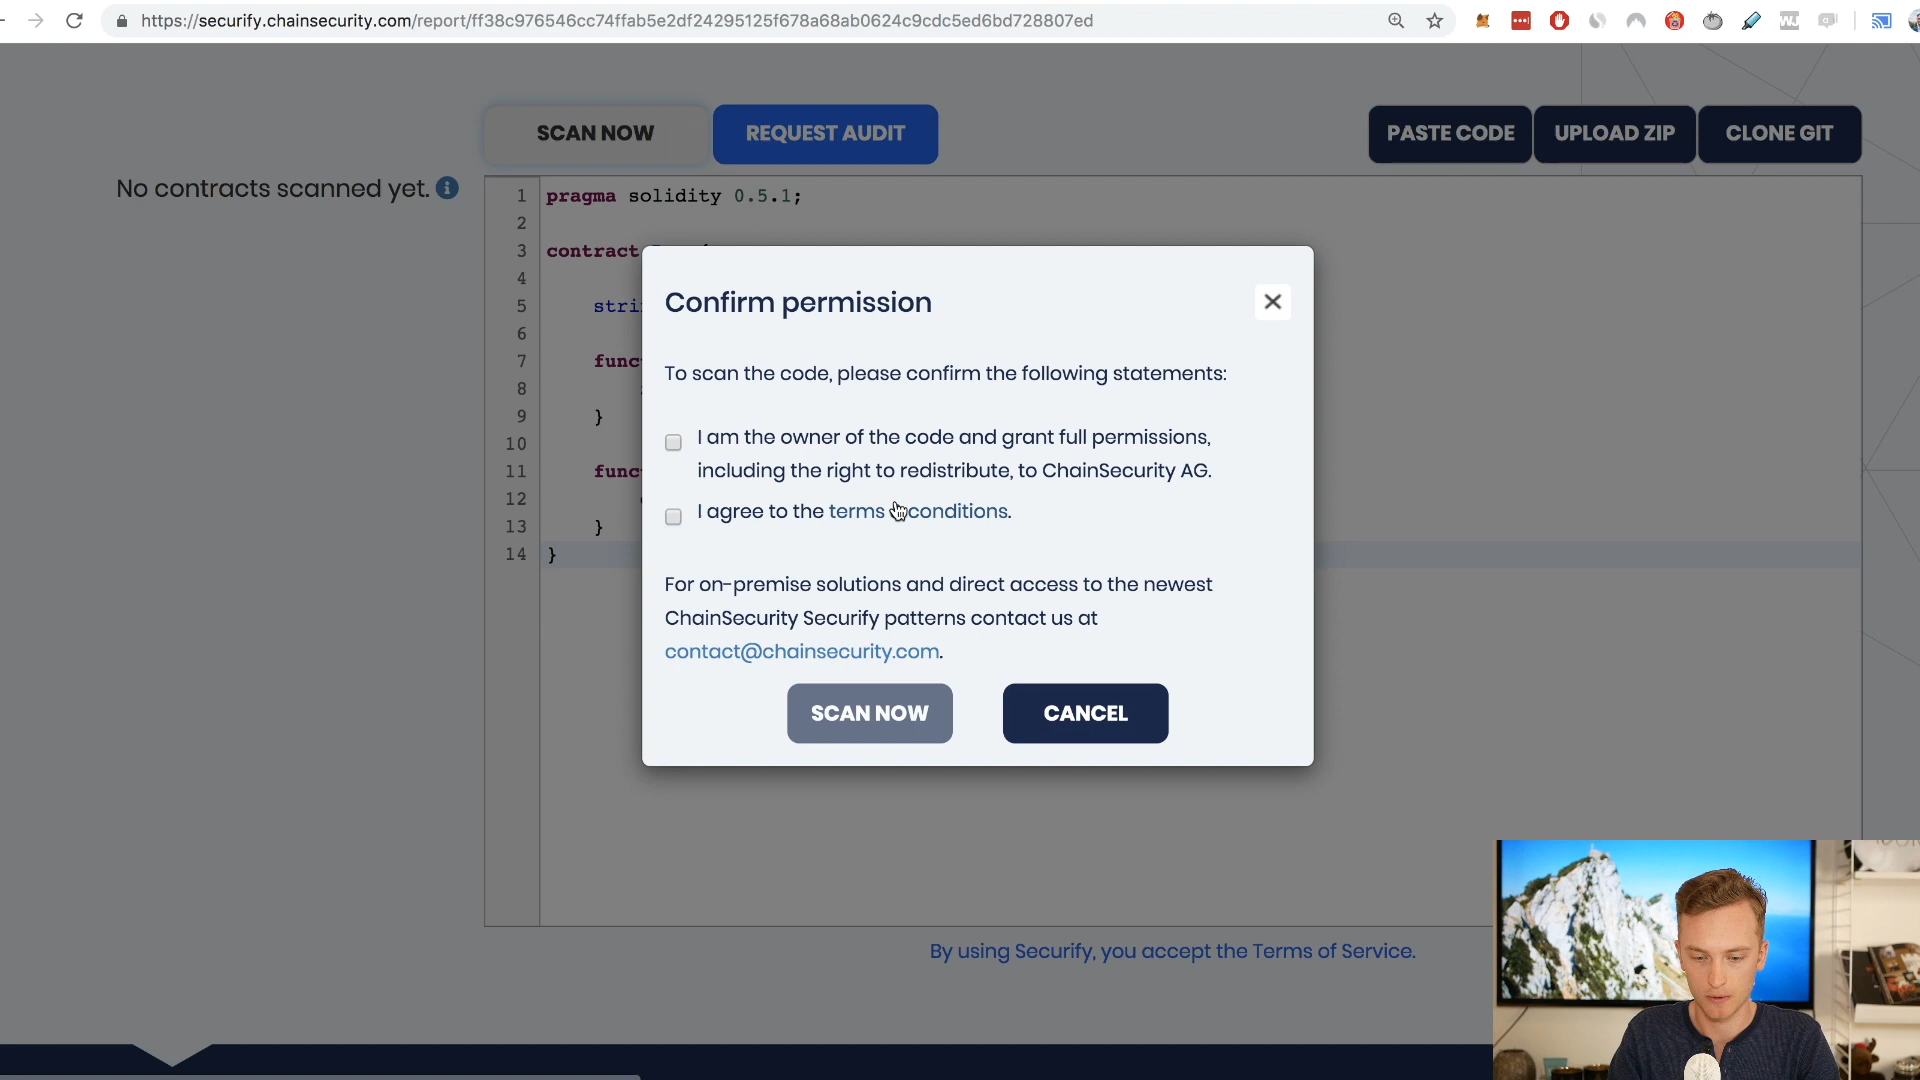 https://securify.chainsecurity.com/report/ff38c976546cc74ffab5e2df24295125f678a68ab0624c9cdc5ed6bd728807ed
SCAN NOW
REQUEST AUDIT
PASTE CODE
UPLOAD ZIP
CLONE GIT
No contracts scanned yet.
1 pragma solidity 0.5.1;
2
3 contract
4
5
6
7
8
9 }
10
11
12
13 }
14 }
Confirm permission
To scan the code, please confirm the following statements:
I am the owner of the code and grant full permissions,
including the right to redistribute, to ChainSecurity AG.
I agree to the terms conditions.
For on-premise solutions and direct access to the newest
ChainSecurity Securify patterns contact us at
contact@chainsecurity.com.
SCAN NOW
CANCEL
By using Securify, you accept the Terms of Service.